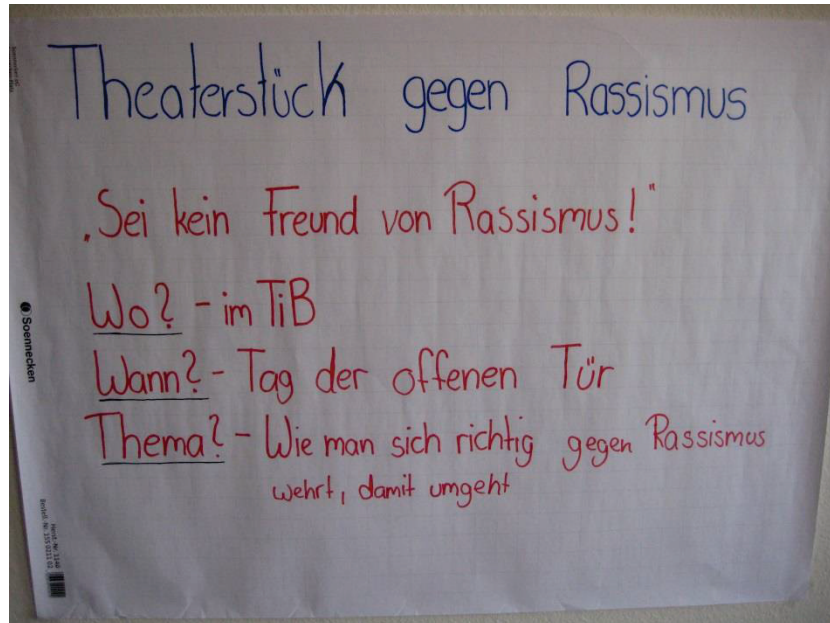 Theaterstück gegen Rassismus
„Sei kein Freund von Rassismus!“
Wo? - im TiB
Wann? - Tag der offenen Tür
Thema? - Wie man sich richtig gegen Rassismus
wehrt, damit umgeht
Soennecken